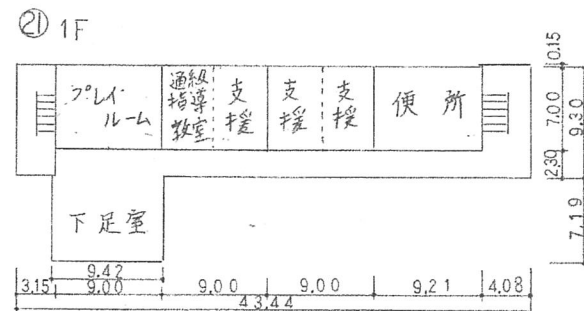 ㉑ 1F
プレイ
ルーム
通級
指導
教室
支
援
支
援
支
援
便 所
下 足 室
0.15
7.00
9.30
2.30
7.19
9.42
3.15 9.00 9.00 9.00 9.21 4.08
43.44